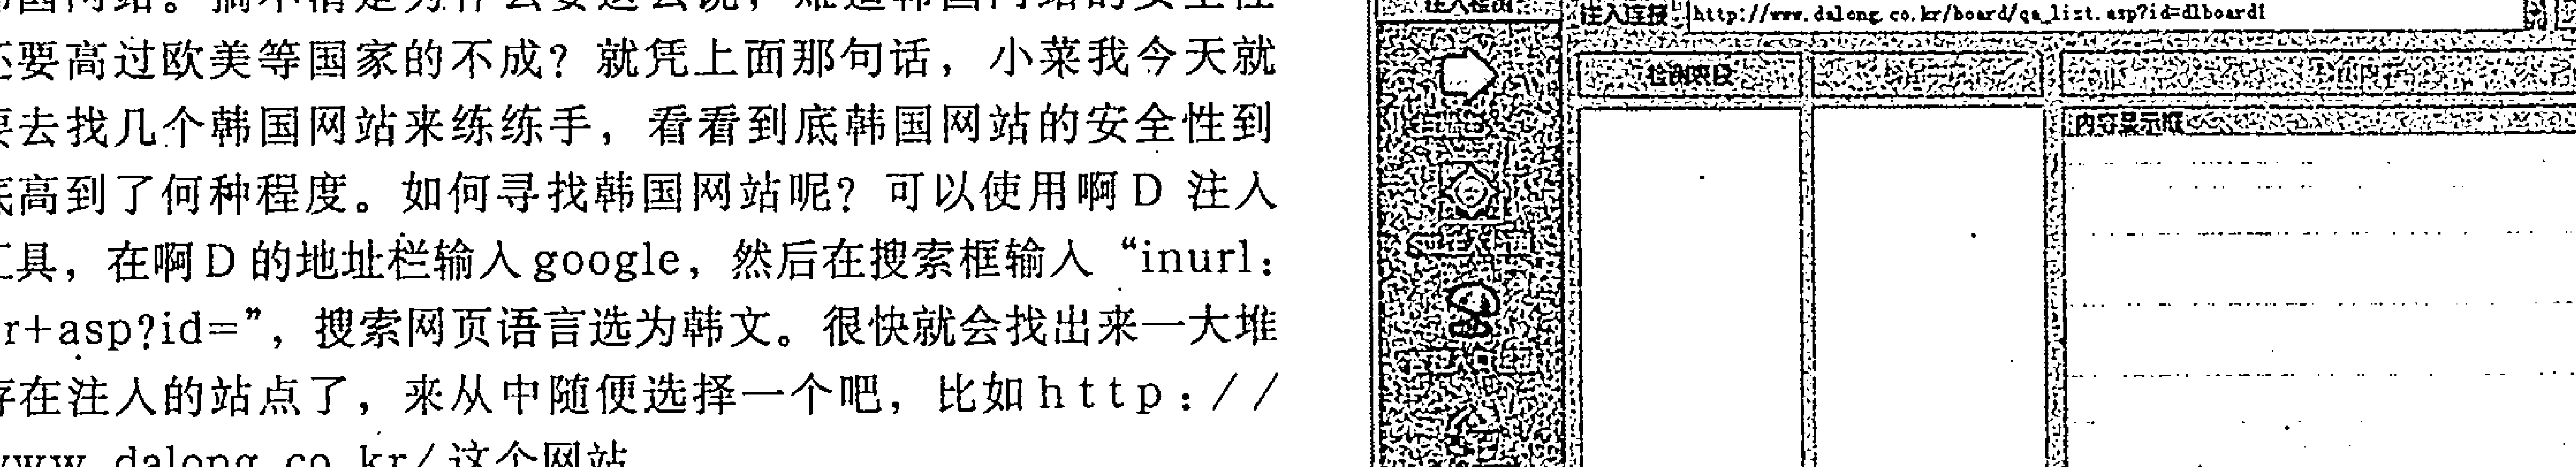 韩国网站。搞不清楚为什么要这么说，难道韩国网站的安全性
还要高过欧美等国家的不成？就凭上面那句话，小菜我今天就
要去找几个韩国网站来练练手，看看到底韩国网站的安全性到
底高到了何种程度。如何寻找韩国网站呢？可以使用啊D 注入
工具，在啊D的地址栏输入google，然后在搜索框输入“inurl:
r+asp?id=”，搜索网页语言选为韩文。很快就会找出来一大堆
存在注入的站点了，来从中随便选择一个吧，比如http://
www.dalong.co.kr/这个网站
注入连接 http://www.dalong.co.kr/board/qa_list.asp?id=dlboard1
检测字段
内容显示框